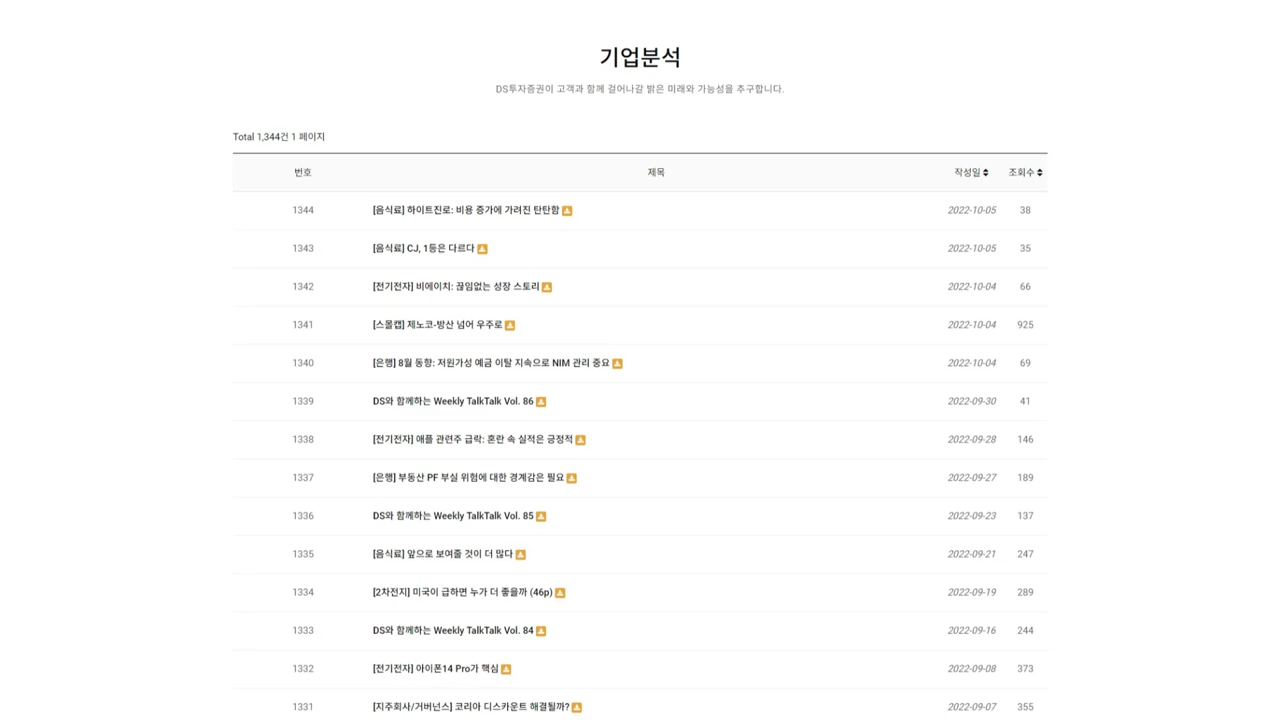 기업분석
DS투자증권이 고객과 함께 걸어나갈 밝은 미래와 가능성을 추구합니다.
Total 1,344건 1 페이지
번호 제목 작성일 조회수
1344 [음식료] 하이트진로: 비용 증가에 가려진 탄탄함 2022-10-05 38
1343 [음식료] CJ, 1등은 다르다 2022-10-05 35
1342 [전기전자] 비에이치: 끊임없는 성장 스토리 2022-10-04 66
1341 [스몰캡] 제노코-방산 넘어 우주로 2022-10-04 925
1340 [은행] 8월 동향: 저원가성 예금 이탈 지속으로 NIM 관리 중요 2022-10-04 69
1339 DS와 함께하는 Weekly TalkTalk Vol. 86 2022-09-30 41
1338 [전기전자] 애플 관련주 급락: 혼란 속 실적은 긍정적 2022-09-28 146
1337 [은행] 부동산 PF 부실 위험에 대한 경계감은 필요 2022-09-27 189
1336 DS와 함께하는 Weekly TalkTalk Vol. 85 2022-09-23 137
1335 [음식료] 앞으로 보여줄 것이 더 많다 2022-09-21 247
1334 [2차전지] 미국이 급하면 누가 더 좋을까 (46p) 2022-09-19 289
1333 DS와 함께하는 Weekly TalkTalk Vol. 84 2022-09-16 244
1332 [전기전자] 아이폰14 Pro가 핵심 2022-09-08 373
1331 [지주회사/거버넌스] 코리아 디스카운트 해결될까? 2022-09-07 355